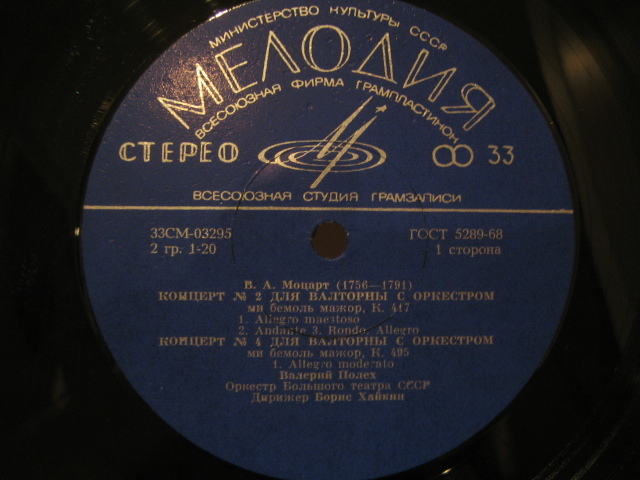 МИНИСТЕРСТВО КУЛЬТУРЫ СССР
МЕЛОДИЯ
ВСЕСОЮЗНАЯ ФИРМА ГРАМПЛАСТИНОК
СТЕРЕО 33
ВСЕСОЮЗНАЯ СТУДИЯ ГРАМЗАПИСИ
33СМ-03295 ГОСТ 5289-68
2 гр. 1-20 1 сторона
В. А. Моцарт (1756—1791)
КОНЦЕРТ № 2 ДЛЯ ВАЛТОРНЫ С ОРКЕСТРОМ
ми бемоль мажор, К. 417
1. Allegro maestoso
2. Andante 3. Rondo. Allegro
КОНЦЕРТ № 4 ДЛЯ ВАЛТОРНЫ С ОРКЕСТРОМ
ми бемоль мажор, К. 495
1. Allegro moderato
Валерий Полех
Оркестр Большого театра СССР
Дирижер Борис Хайкин